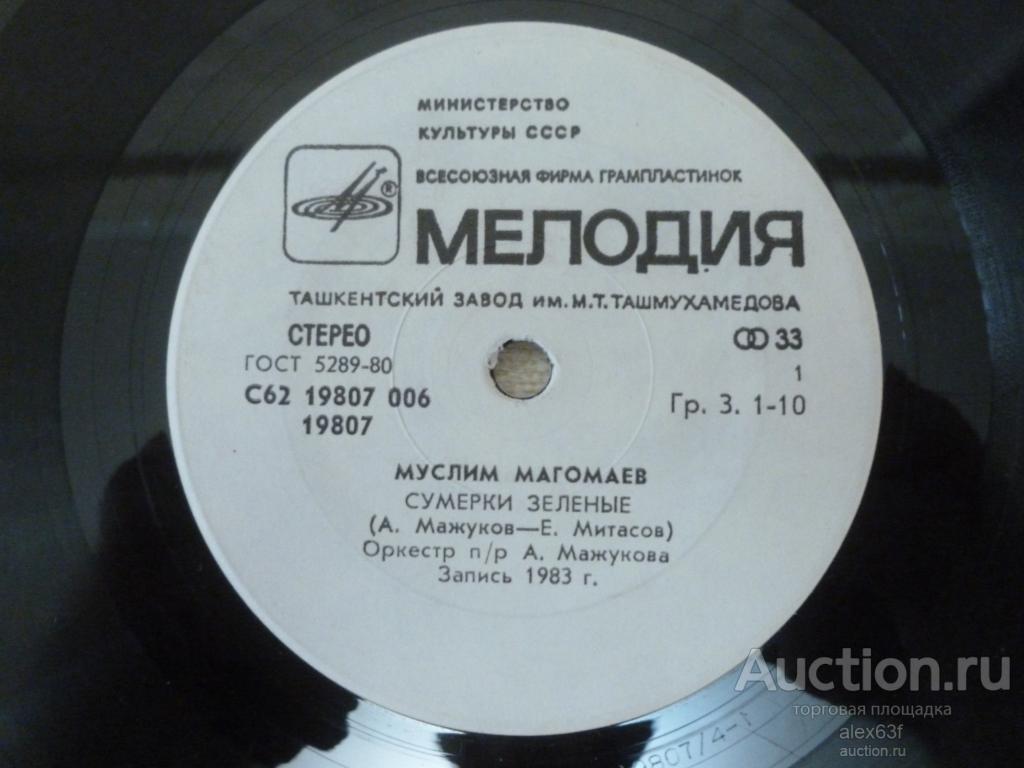 МИНИСТЕРСТВО
КУЛЬТУРЫ СССР
ВСЕСОЮЗНАЯ ФИРМА ГРАМПЛАСТИНОК
®
МЕЛОДИЯ
ТАШКЕНТСКИЙ ЗАВОД ИМ. М. Т. ТАШМУХАМЕДОВА
СТЕРЕО
33
ГОСТ 5289-80
1
С62 19807 006
Гр. 3. 1-10
19807
МУСЛИМ МАГОМАЕВ
СУМЕРКИ ЗЕЛЕНЫЕ
(А. Мажуков—Е. Митасов)
Оркестр п/р А. Мажукова
Запись 1983 г.
Auction.ru
торговая площадка
alex63f
auction.ru